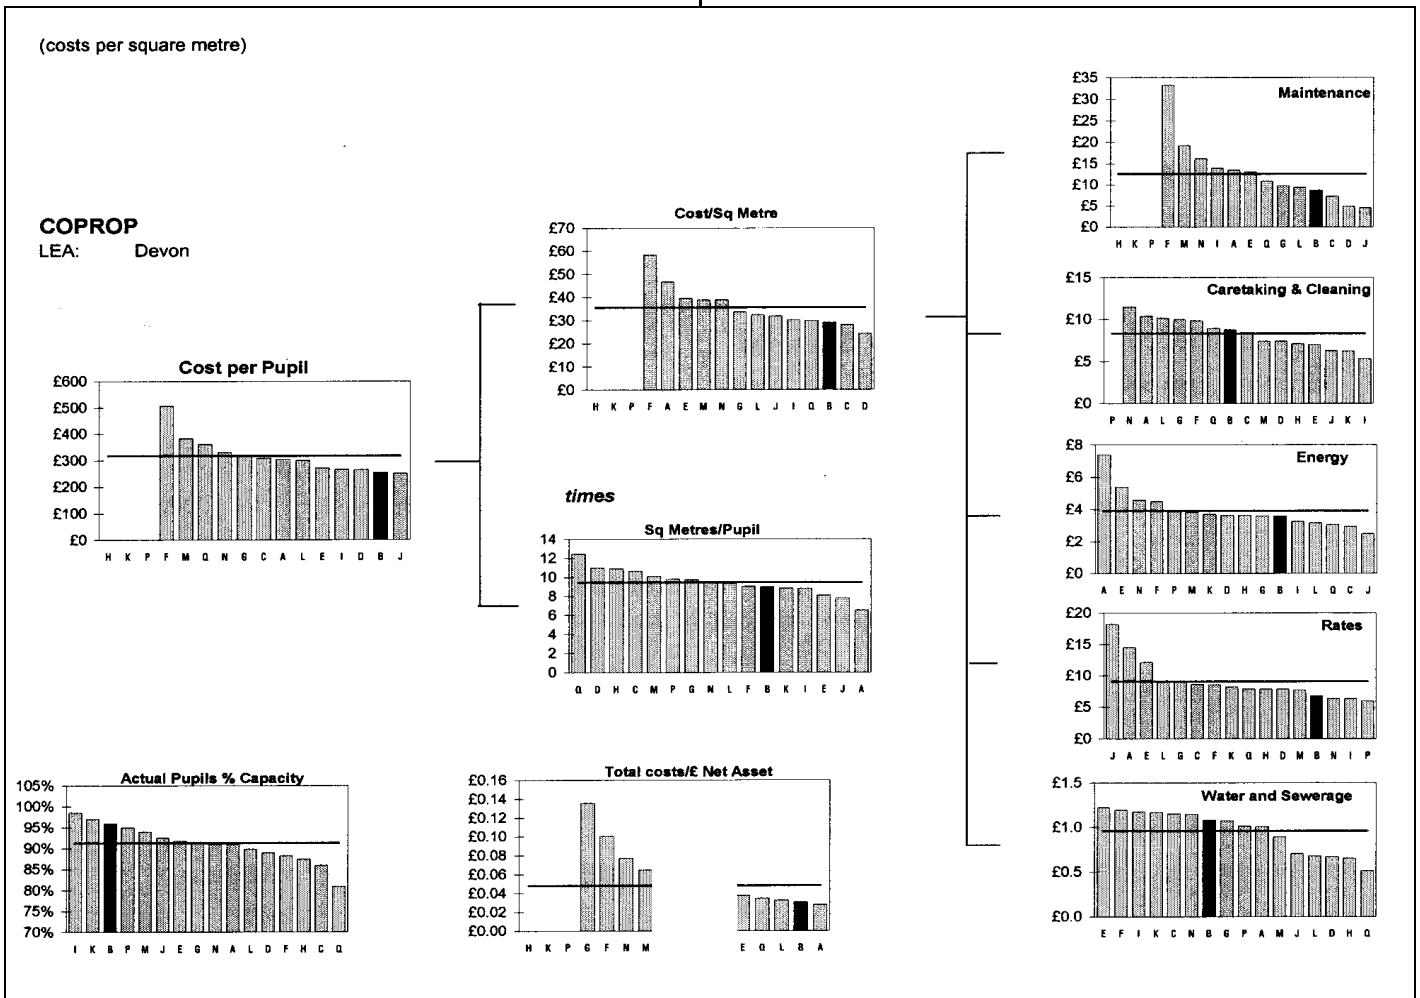 (costs per square metre)
COPROP
LEA: Devon
Cost per Pupil
£600
£500
£400
£300
£200
£100
£0
H K P F M Q N G C A L E I D B J
Cost/Sq Metre
£70
£60
£50
£40
£30
£20
£10
£0
H K P F A E M N G L J I Q B C D
times
Sq Metres/Pupil
14
12
10
8
6
4
2
0
Q D H C M P G N L F B K I E J A
Actual Pupils % Capacity
105%
100%
95%
90%
85%
80%
75%
70%
I K B P M J E G N A L D F H C Q
Total costs/£ Net Asset
£0.16
£0.14
£0.12
£0.10
£0.08
£0.06
£0.04
£0.02
£0.00
H K P G F N M E Q L B A
Maintenance
£35
£30
£25
£20
£15
£10
£5
£0
H K P F M N I A E Q G L B C D J
Caretaking & Cleaning
£15
£10
£5
£0
P N A L G F Q B C M D H E J K I
Energy
£8
£6
£4
£2
£0
A E N F P M K D H G B I L Q C J
Rates
£20
£15
£10
£5
£0
J A E L G C F K Q H D M B N I P
Water and Sewerage
£1.5
£1.0
£0.5
£0.0
E F I K C N B G P A M J L D H Q